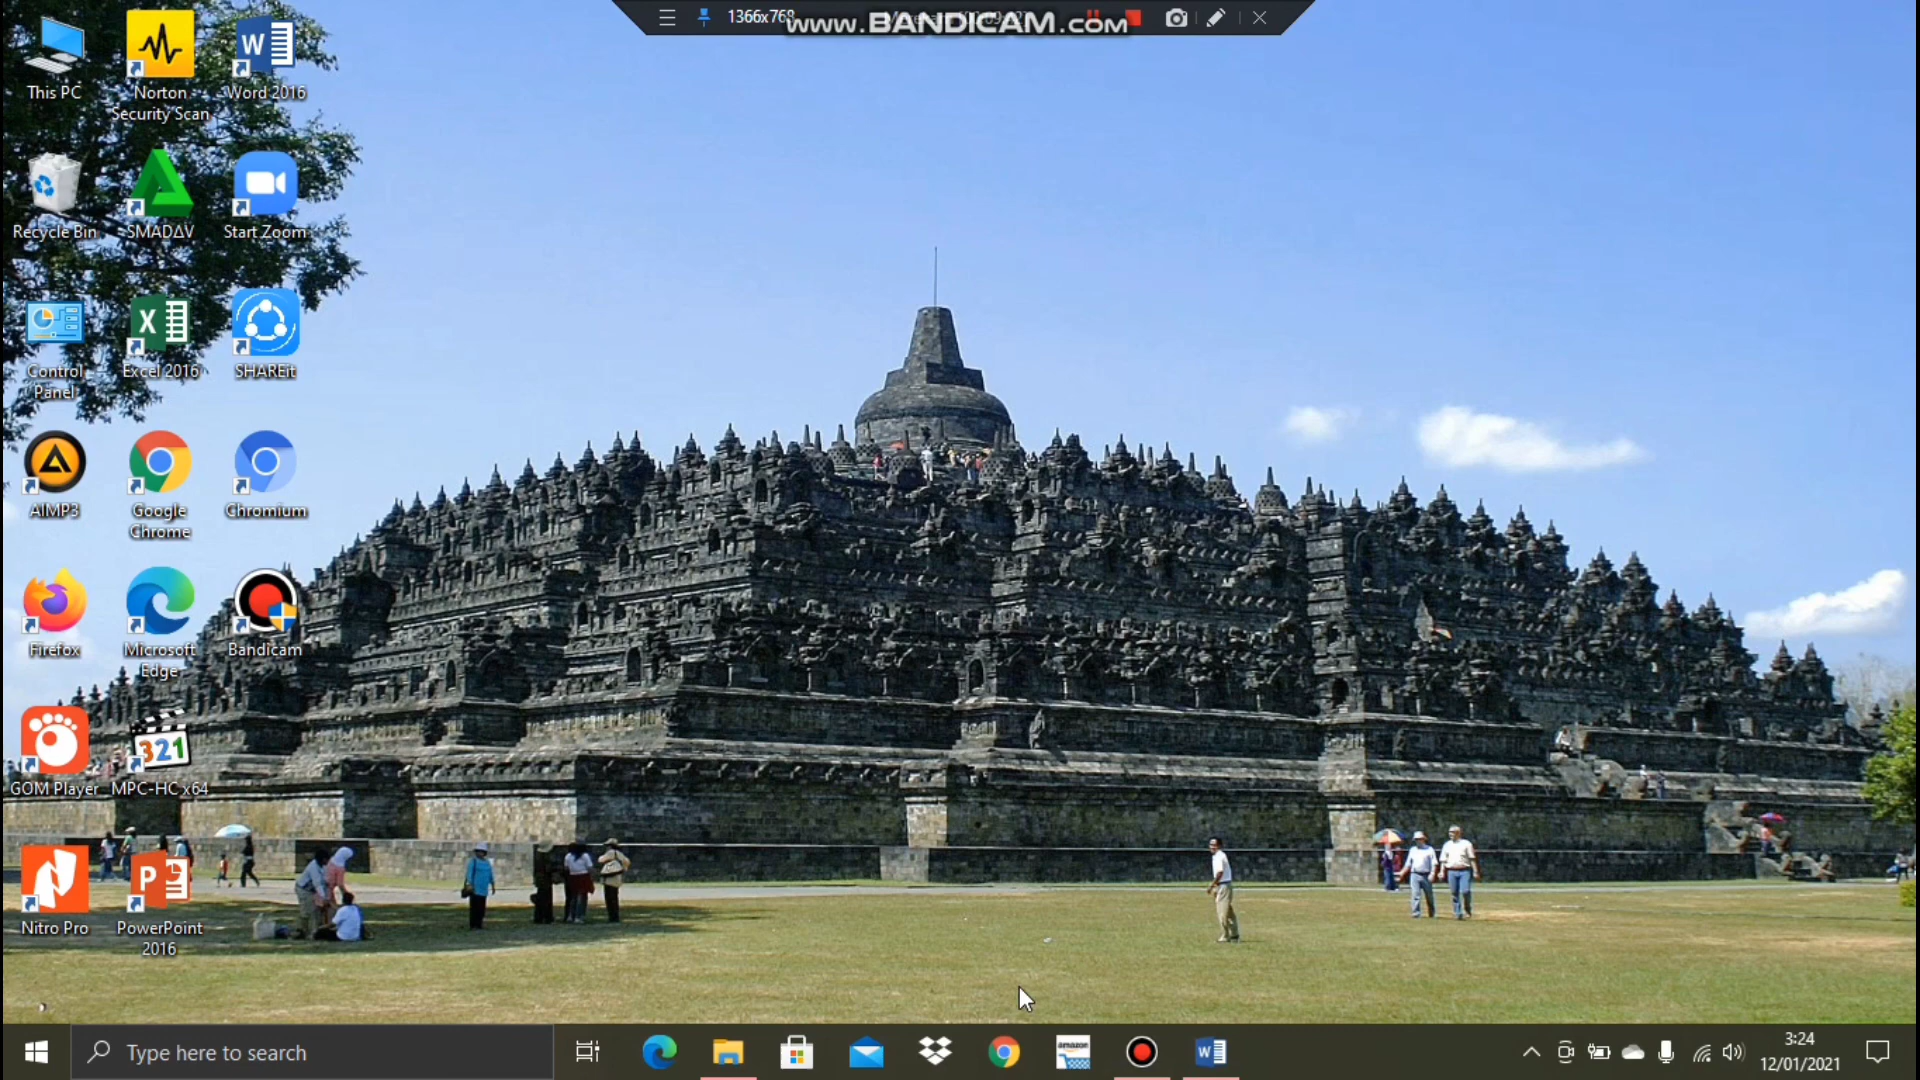 1366x768
www.BANDICAM.com
This PC
Norton
Security Scan
W
Word 2016
Recycle Bin
SMADAV
Start Zoom
Control
Panel
X
Excel 2016
SHAREit
AIMP3
Google
Chrome
Chromium
Firefox
Microsoft
Edge
Bandicam
GOM Player
321
MPC-HC x64
Nitro Pro
P
PowerPoint
2016
Type here to search
amazon
W
3:24
12/01/2021